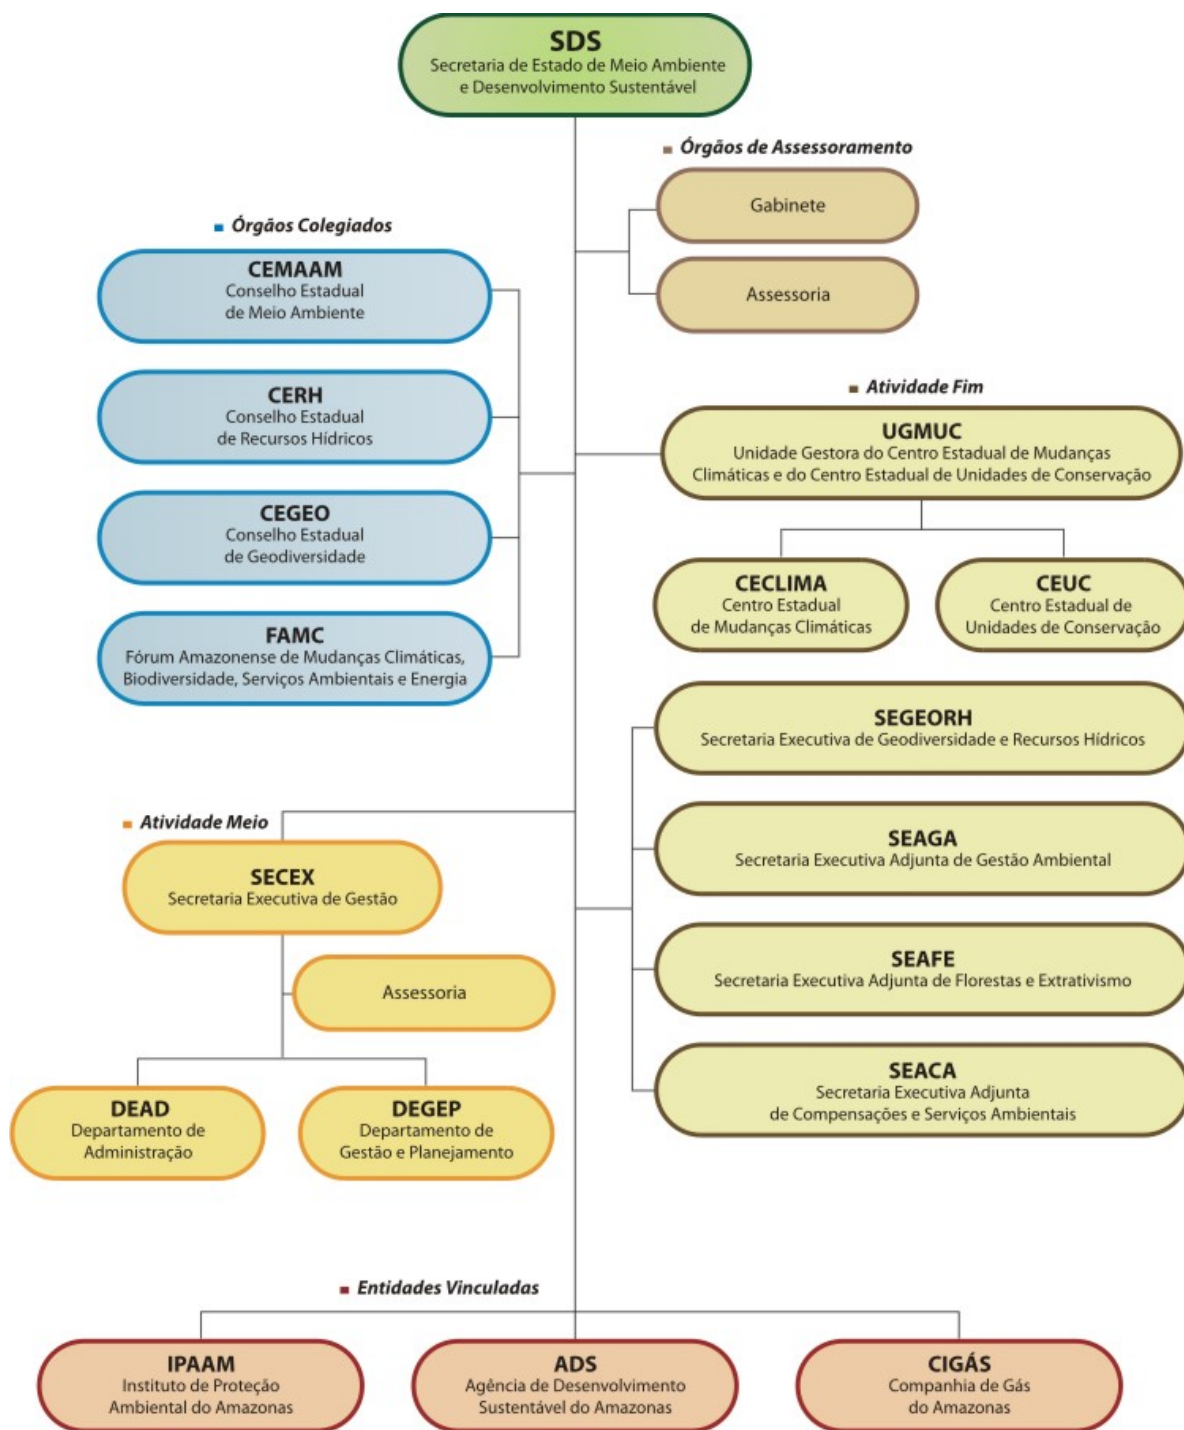 SDS
Secretaria de Estado de Meio Ambiente
e Desenvolvimento Sustentável
Órgãos de Assessoramento
Gabinete
Assessoria
Órgãos Colegiados
CEMAAM
Conselho Estadual
de Meio Ambiente
CERH
Conselho Estadual
de Recursos Hídricos
CEGEO
Conselho Estadual
de Geodiversidade
FAMC
Fórum Amazonense de Mudanças Climáticas,
Biodiversidade, Serviços Ambientais e Energia
Atividade Fim
UGMUC
Unidade Gestora do Centro Estadual de Mudanças
Climáticas e do Centro Estadual de Unidades de Conservação
CECLIMA
Centro Estadual
de Mudanças Climáticas
CEUC
Centro Estadual de
Unidades de Conservação
SEGEORH
Secretaria Executiva de Geodiversidade e Recursos Hídricos
SEAGA
Secretaria Executiva Adjunta de Gestão Ambiental
SEAFE
Secretaria Executiva Adjunta de Florestas e Extrativismo
SEACA
Secretaria Executiva Adjunta
de Compensações e Serviços Ambientais
Atividade Meio
SECEX
Secretaria Executiva de Gestão
Assessoria
DEAD
Departamento de
Administração
DEGEP
Departamento de
Gestão e Planejamento
Entidades Vinculadas
IPAAM
Instituto de Proteção
Ambiental do Amazonas
ADS
Agência de Desenvolvimento
Sustentável do Amazonas
CIGÁS
Companhia de Gás
do Amazonas